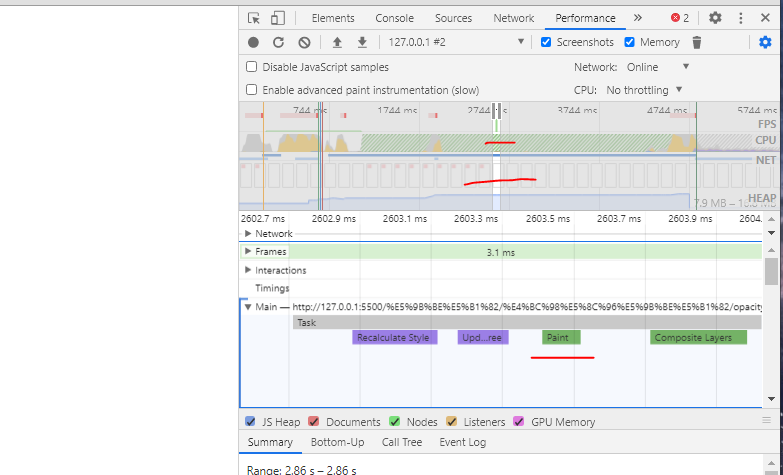 Elements Console Sources Network Performance » 2
127.0.0.1 #2 Screenshots Memory
Disable JavaScript samples Network: Online
Enable advanced paint instrumentation (slow) CPU: No throttling
744 ms 1744 ms 2744 ms 3744 ms 4744 ms 5744 ms
FPS
CPU
NET
HEAP
2602.7 ms 2602.9 ms 2603.1 ms 2603.3 ms 2603.5 ms 2603.7 ms 2603.9 ms 2604.
Network
Frames 3.1 ms
Interactions
Timings
Main — http://127.0.0.1:5500/%E5%9B%BE%E5%B1%82/%E4%BC%98%E5%8C%96%E5%9B%BE%E5%B1%82/opacity
Task
Recalculate Style Upd...ree Paint Composite Layers
JS Heap Documents Nodes Listeners GPU Memory
Summary Bottom-Up Call Tree Event Log
Range: 2.86 s – 2.86 s